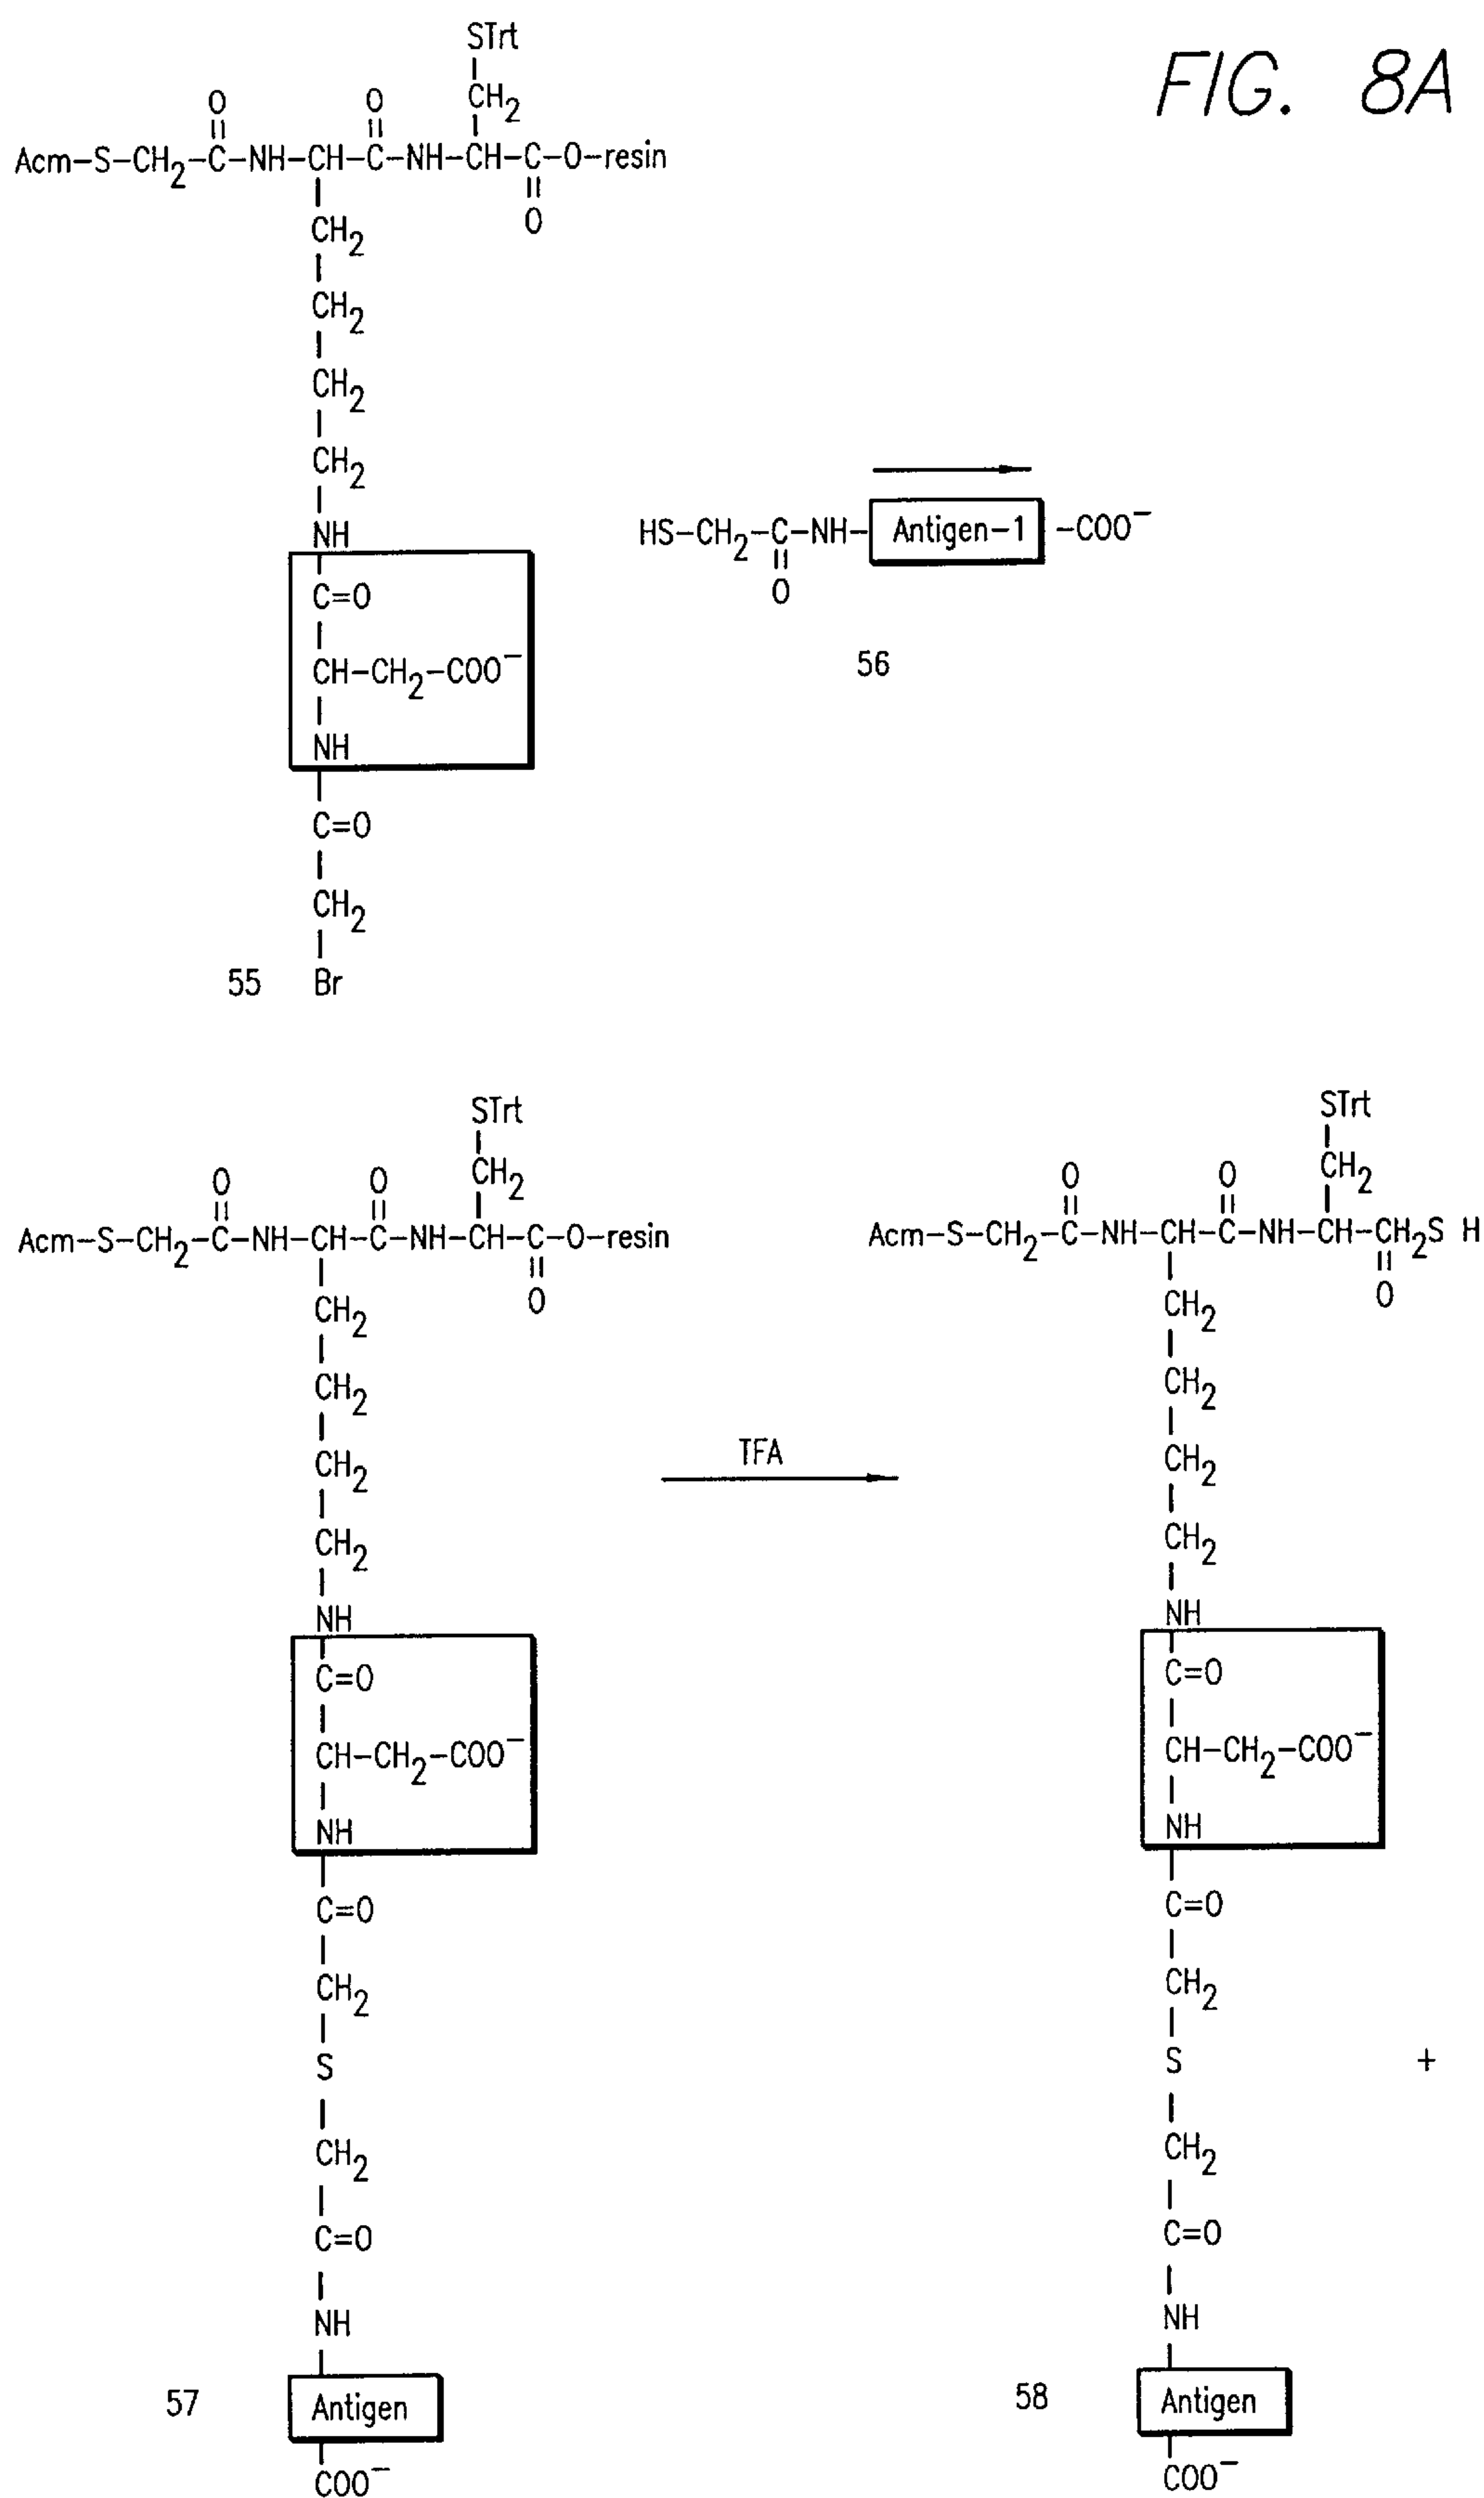 FIG. 8A
STrt
CH2
O O
Acm-S-CH2-C-NH-CH-C-NH-CH-C-O-resin
O
CH2
CH2
CH2
CH2
NH
C=O
CH-CH2-COO-
NH
C=O
CH2
55 Br
HS-CH2-C-NH- Antigen-1 -COO-
O
56
STrt
CH2
O O
Acm-S-CH2-C-NH-CH-C-NH-CH-C-O-resin
O
CH2
CH2
CH2
CH2
NH
C=O
CH-CH2-COO-
NH
C=O
CH2
S
CH2
C=O
NH
57 Antigen
COO-
TFA
STrt
CH2
O O
Acm-S-CH2-C-NH-CH-C-NH-CH-CH2S H
O
CH2
CH2
CH2
CH2
NH
C=O
CH-CH2-COO-
NH
C=O
CH2
S +
CH2
C=O
NH
58 Antigen
COO-